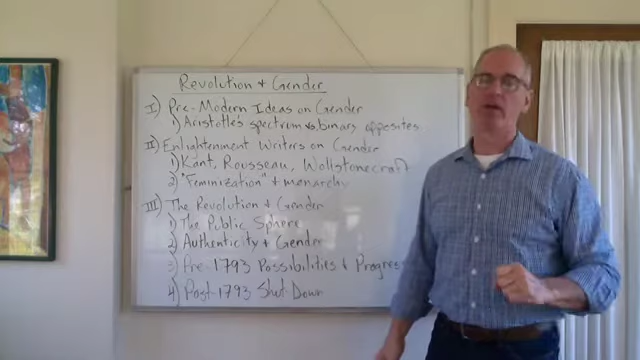 Revolution & Gender
I) Pre-Modern Ideas on Gender
1) Aristotle's spectrum vs binary opposites
II) Enlightenment Writers on Gender
1) Kant, Rousseau, Wollstonecraft
2) "Feminization" & monarchy
III) The Revolution & Gender
1) The Public Sphere
2) Authenticity & Gender
3) Pre-1793 Possibilities & Progress
4) Post 1793 Shut Down